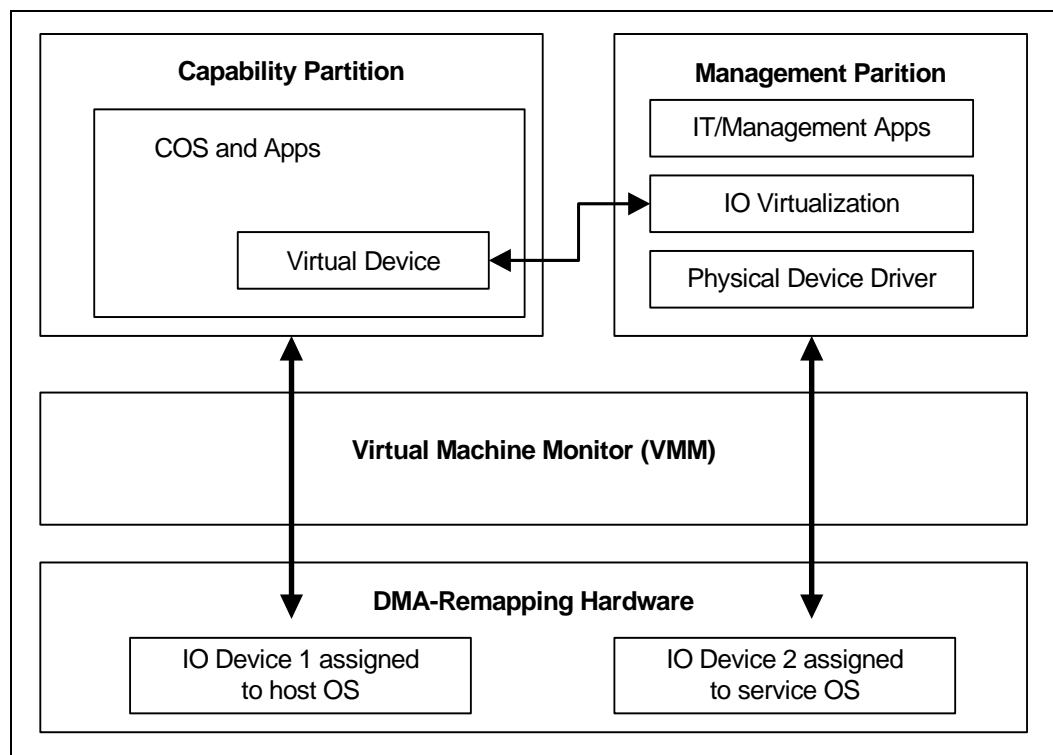 Capability Partition
COS and Apps
Virtual Device
Management Parition
IT/Management Apps
IO Virtualization
Physical Device Driver
Virtual Machine Monitor (VMM)
DMA-Remapping Hardware
IO Device 1 assigned
to host OS
IO Device 2 assigned
to service OS